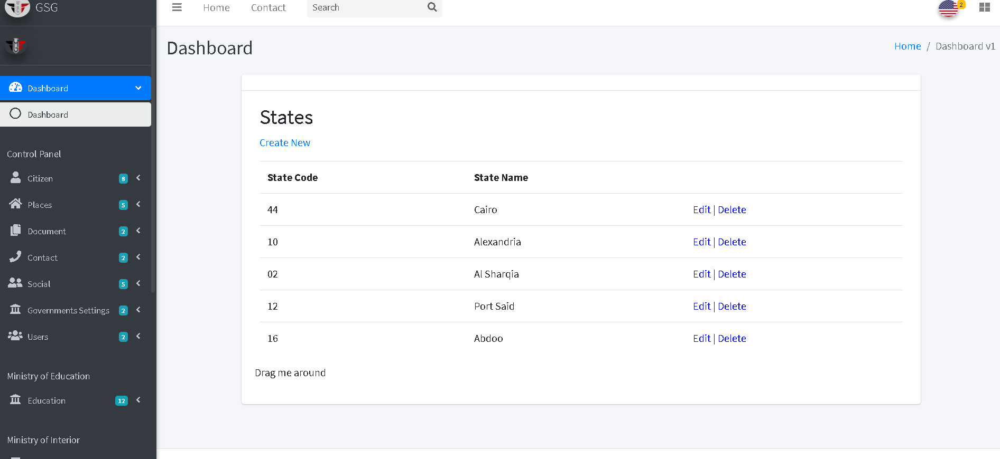 GSG
Home Contact Search 2
Dashboard
Home / Dashboard v1
Dashboard
Dashboard
Control Panel
Citizen 8
Places 5
Document 2
Contact 2
Social 5
Governments Settings 2
Users 2
Ministry of Education
Education 12
Ministry of Interior
States
Create New
State Code State Name
44 Cairo Edit | Delete
10 Alexandria Edit | Delete
02 Al Sharqia Edit | Delete
12 Port Said Edit | Delete
16 Abdoo Edit | Delete
Drag me around